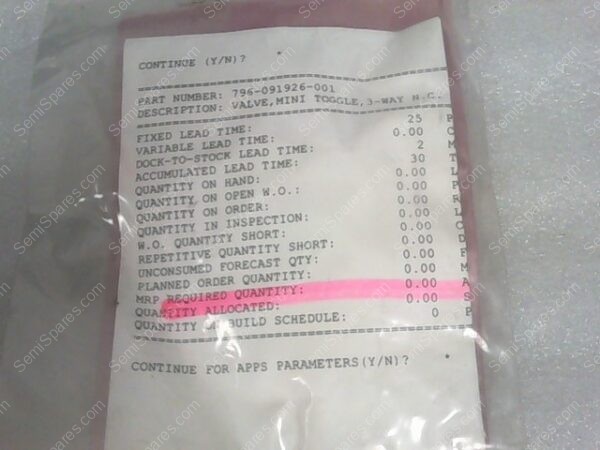 CONTINUE (Y/N)? *
PART NUMBER: 796-091926-001
DESCRIPTION: VALVE,MINI TOGGLE,3-WAY N.C.
FIXED LEAD TIME: 25 P
VARIABLE LEAD TIME: 0.00 C
DOCK-TO-STOCK LEAD TIME: 2 M
ACCUMULATED LEAD TIME: 30 T
QUANTITY ON HAND: 0.00 L
QUANTITY ON OPEN W.O.: 0.00 P
QUANTITY ON ORDER: 0.00 R
QUANTITY IN INSPECTION: 0.00 L
W.O. QUANTITY SHORT: 0.00 C
REPETITIVE QUANTITY SHORT: 0.00 D
UNCONSUMED FORECAST QTY: 0.00 F
PLANNED ORDER QUANTITY: 0.00 M
MRP REQUIRED QUANTITY: 0.00 A
QUANTITY ALLOCATED: 0.00 S
QUANTITY ON BUILD SCHEDULE: 0 P
CONTINUE FOR APPS PARAMETERS(Y/N)? *
SemiSpares.com